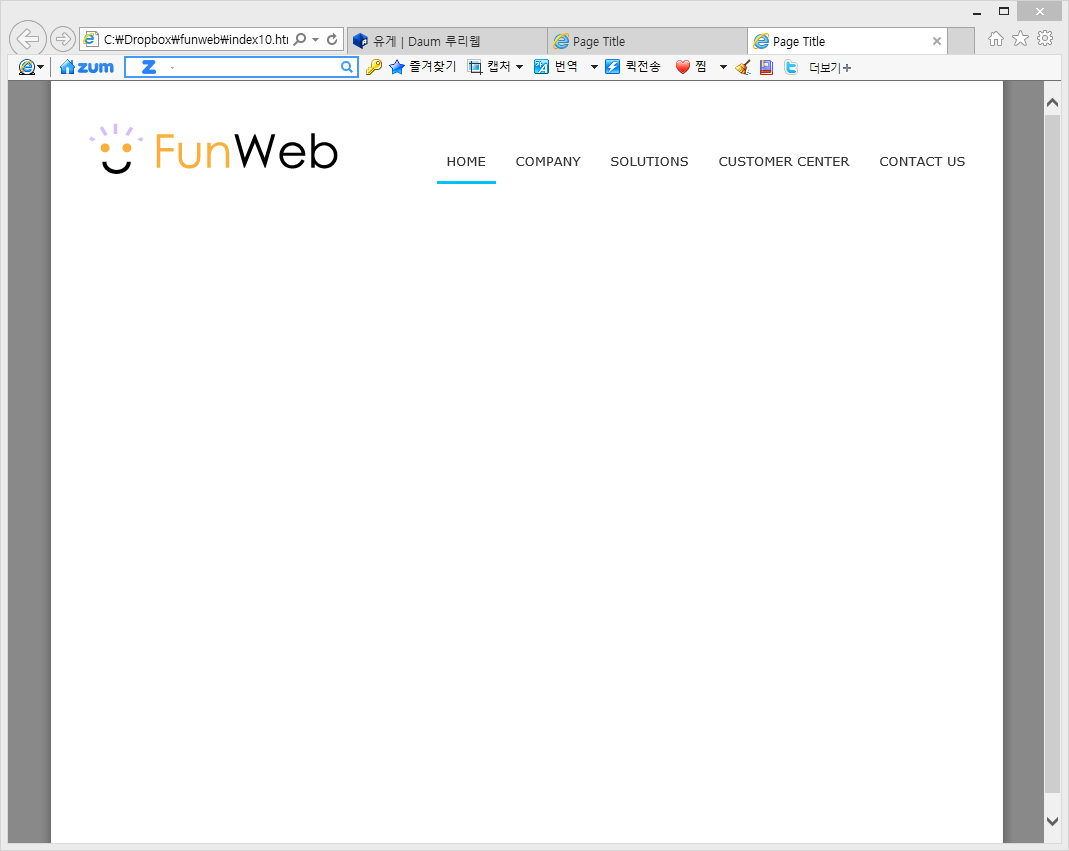 C:₩Dropbox₩funweb₩index10.htı
유게 | Daum 루리웹
Page Title
Page Title
zum
Z
즐겨찾기
캡처
번역
퀵전송
찜
더보기+
FunWeb
HOME
COMPANY
SOLUTIONS
CUSTOMER CENTER
CONTACT US